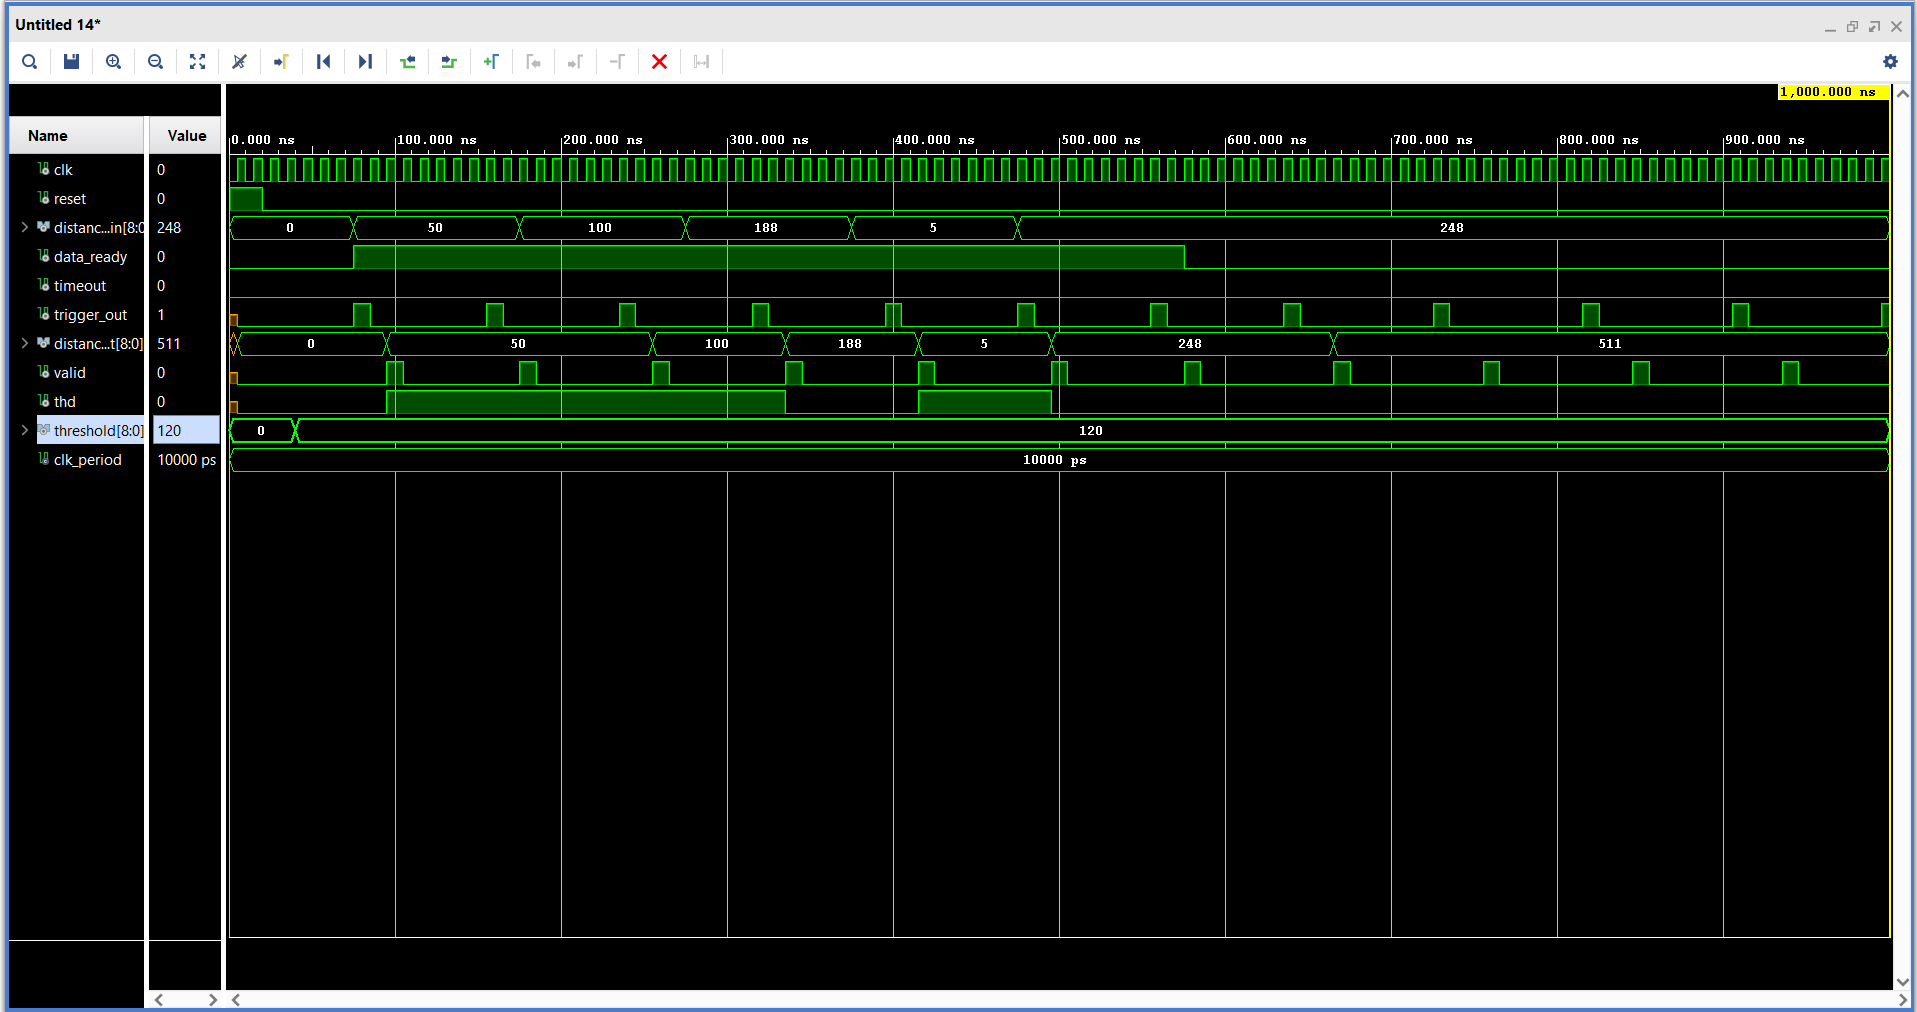 Untitled 14*
1,000.000 ns
Name Value
0.000 ns 100.000 ns 200.000 ns 300.000 ns 400.000 ns 500.000 ns 600.000 ns 700.000 ns 800.000 ns 900.000 ns
clk 0
reset 0
distanc...in[8:0 248 0 50 100 188 5 248
data_ready 0
timeout 0
trigger_out 1
distanc...t[8:0] 511 0 50 100 188 5 248 511
valid 0
thd 0
threshold[8:0] 120 0 120
clk_period 10000 ps 10000 ps